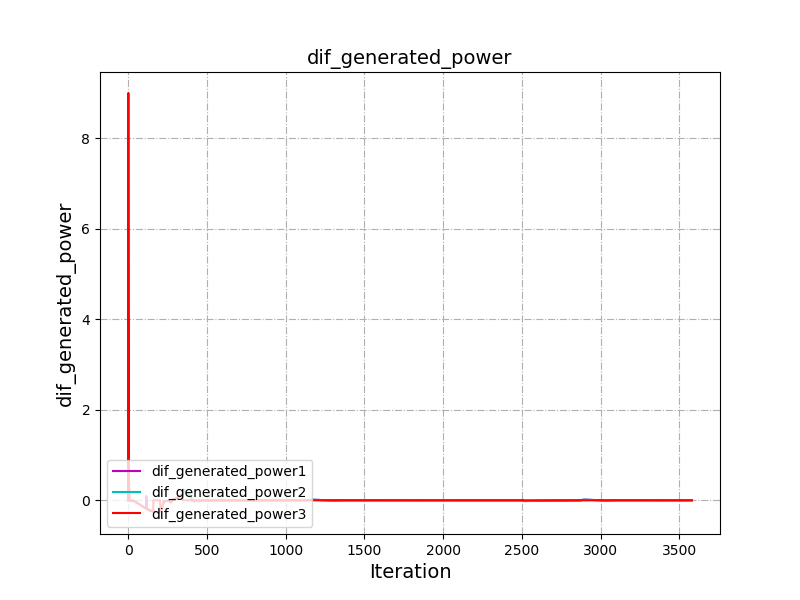 dif_generated_power
dif_generated_power
8
6
4
2
0
dif_generated_power1
dif_generated_power2
dif_generated_power3
0 500 1000 1500 2000 2500 3000 3500
Iteration